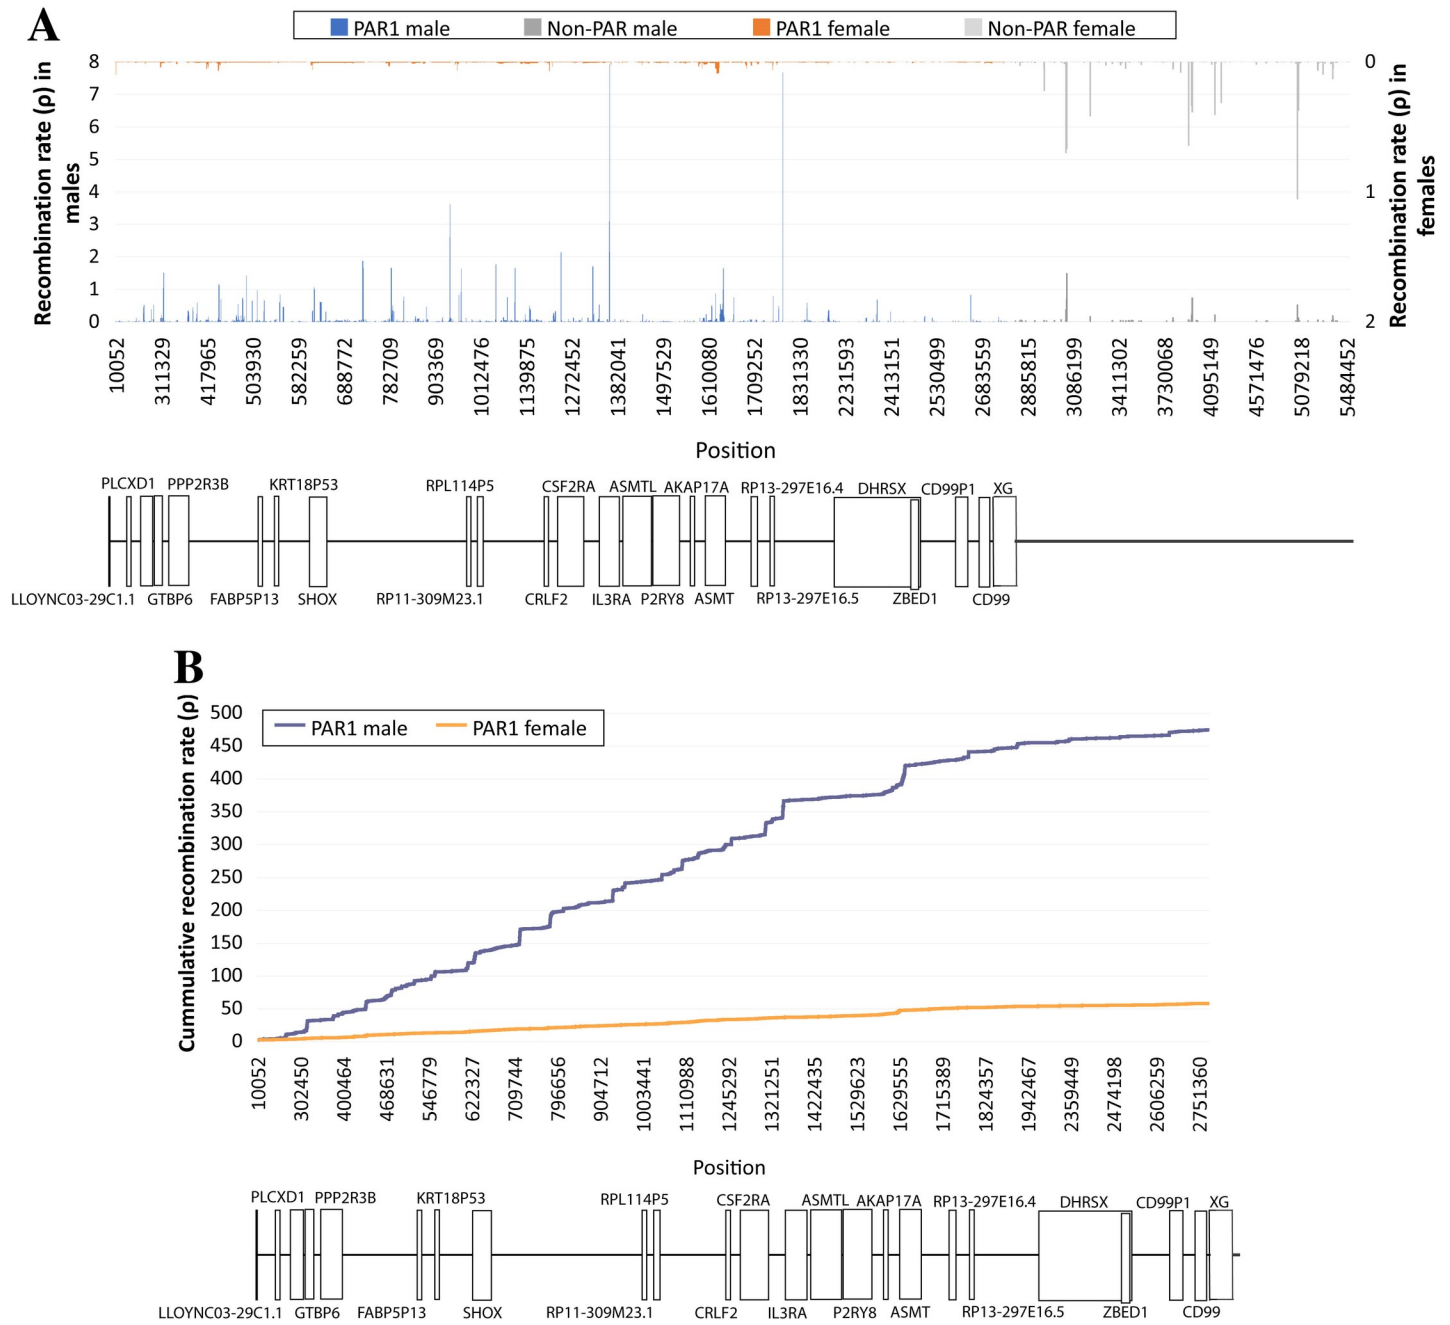 A
PAR1 male Non-PAR male PAR1 female Non-PAR female
Recombination rate (ρ) in
males
8
7
6
5
4
3
2
1
0
0
1
2
Recombination rate (ρ) in
females
10052 311329 417965 503930 582259 688772 782709 903369 1012476 1139875 1272452 1382041 1497529 1610080 1709252 1831330 2231593 2413151 2530499 2683559 2885815 3086199 3411302 3730068 4095149 4571476 5079218 5484452
Position
PLCXD1 PPP2R3B KRT18P53 RPL114P5 CSF2RA ASMTL AKAP17A RP13-297E16.4 DHRSX CD99P1 XG
LLOYNC03-29C1.1 GTBP6 FABP5P13 SHOX RP11-309M23.1 CRLF2 IL3RA P2RY8 ASMT RP13-297E16.5 ZBED1 CD99
B
Cummulative recombination rate (ρ)
PAR1 male PAR1 female
500
450
400
350
300
250
200
150
100
50
0
10052 302450 400464 468631 546779 622327 709744 796656 904712 1003441 1110988 1245292 1321251 1422435 1529623 1629555 1715389 1824357 1942467 2359449 2474198 2606259 2751360
Position
PLCXD1 PPP2R3B KRT18P53 RPL114P5 CSF2RA ASMTL AKAP17A RP13-297E16.4 DHRSX CD99P1 XG
LLOYNC03-29C1.1 GTBP6 FABP5P13 SHOX RP11-309M23.1 CRLF2 IL3RA P2RY8 ASMT RP13-297E16.5 ZBED1 CD99